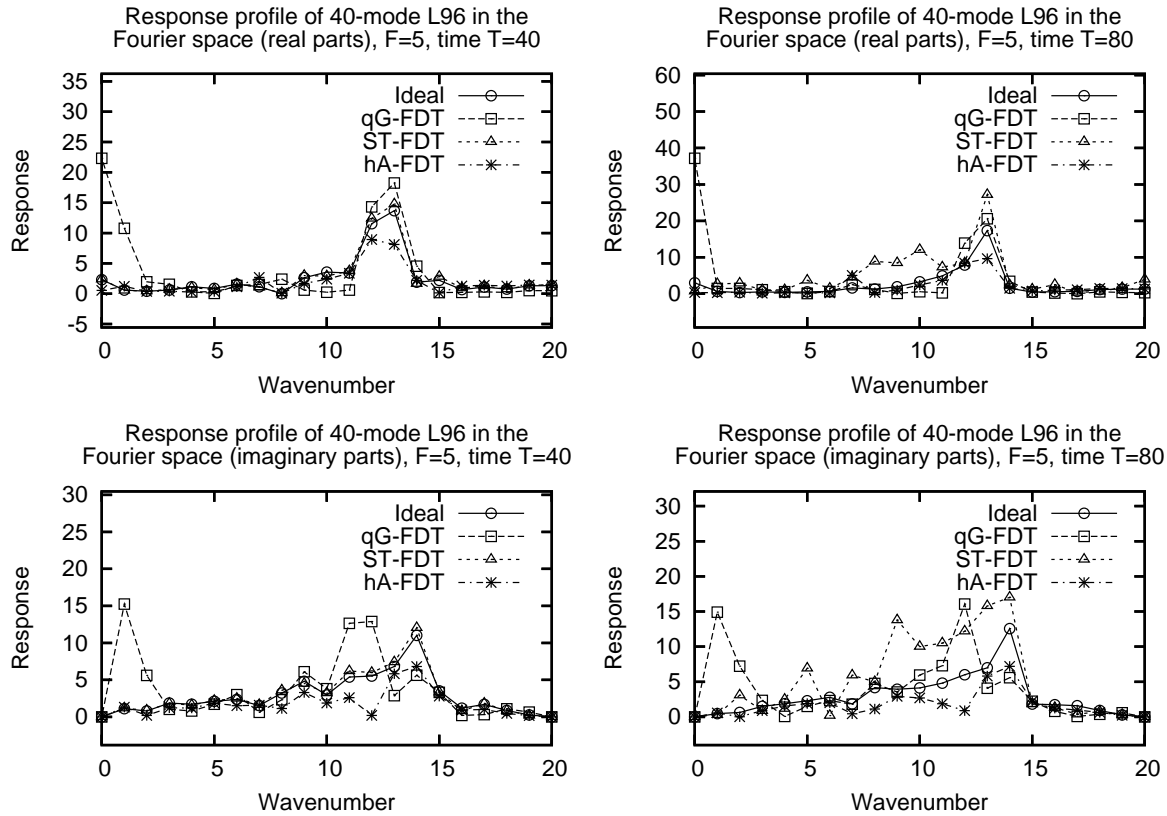 Response profile of 40-mode L96 in the
Fourier space (real parts), F=5, time T=40
35
30
25
20
15
10
5
0
-5
Response
Ideal
qG-FDT
ST-FDT
hA-FDT
0 5 10 15 20
Wavenumber
Response profile of 40-mode L96 in the
Fourier space (real parts), F=5, time T=80
60
50
40
30
20
10
0
Response
Ideal
qG-FDT
ST-FDT
hA-FDT
0 5 10 15 20
Wavenumber
Response profile of 40-mode L96 in the
Fourier space (imaginary parts), F=5, time T=40
30
25
20
15
10
5
0
Response
Ideal
qG-FDT
ST-FDT
hA-FDT
0 5 10 15 20
Wavenumber
Response profile of 40-mode L96 in the
Fourier space (imaginary parts), F=5, time T=80
30
25
20
15
10
5
0
Response
Ideal
qG-FDT
ST-FDT
hA-FDT
0 5 10 15 20
Wavenumber